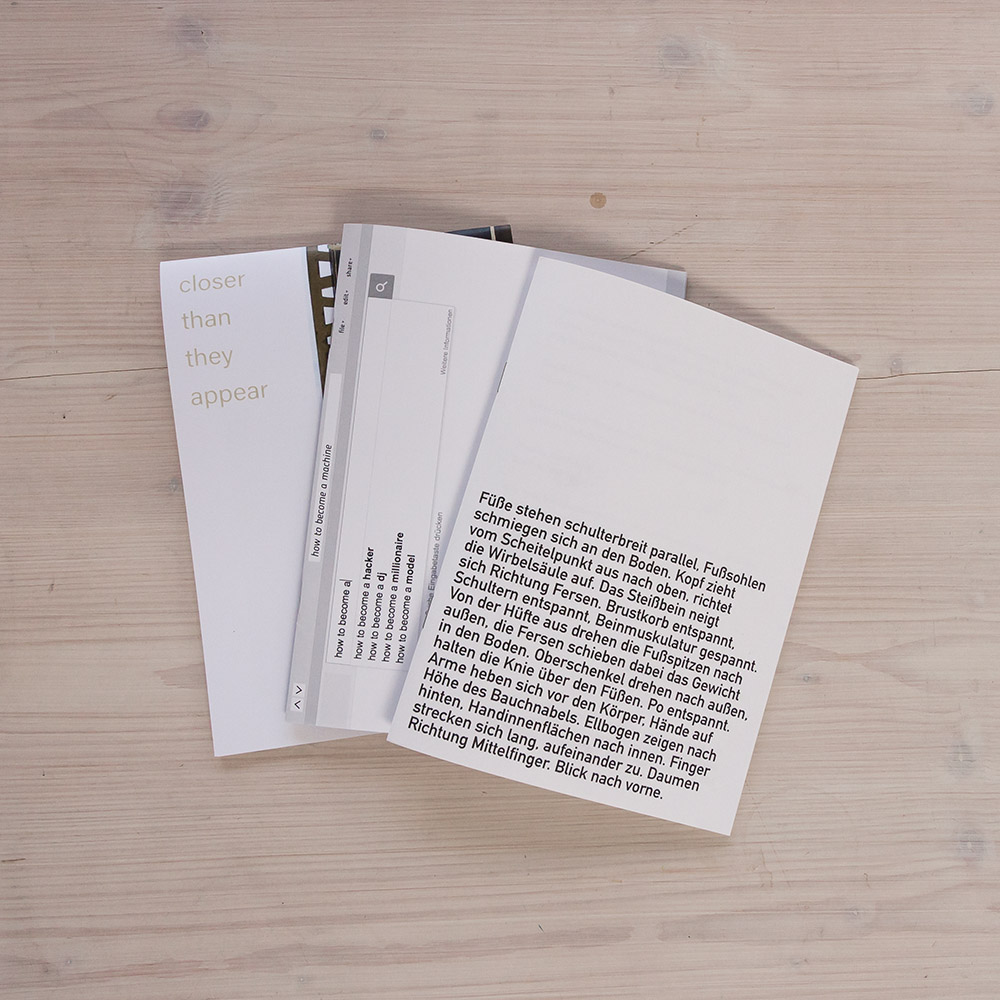 closer
than
they
appear
file
edit
share
how to become a machine
Weitere Informationen
how to become a
how to become a hacker
how to become a dj
how to become a millionaire
how to become a model
Eingabetaste drücken
Füße stehen schulterbreit parallel, Fußsohlen
schmiegen sich an den Boden. Kopf zieht
vom Scheitelpunkt aus nach oben, richtet
die Wirbelsäule auf. Das Steißbein neigt
sich Richtung Fersen. Brustkorb entspannt,
Schultern entspannt, Beinmuskulatur gespannt.
Von der Hüfte aus drehen die Fußspitzen nach
außen, die Fersen schieben dabei das Gewicht
in den Boden. Oberschenkel drehen nach außen,
halten die Knie über den Füßen. Po entspannt.
Arme heben sich vor den Körper. Hände auf
Höhe des Bauchnabels. Ellbogen zeigen nach
hinten, Handinnenflächen nach innen. Finger
strecken sich lang, aufeinander zu. Daumen
Richtung Mittelfinger. Blick nach vorne.